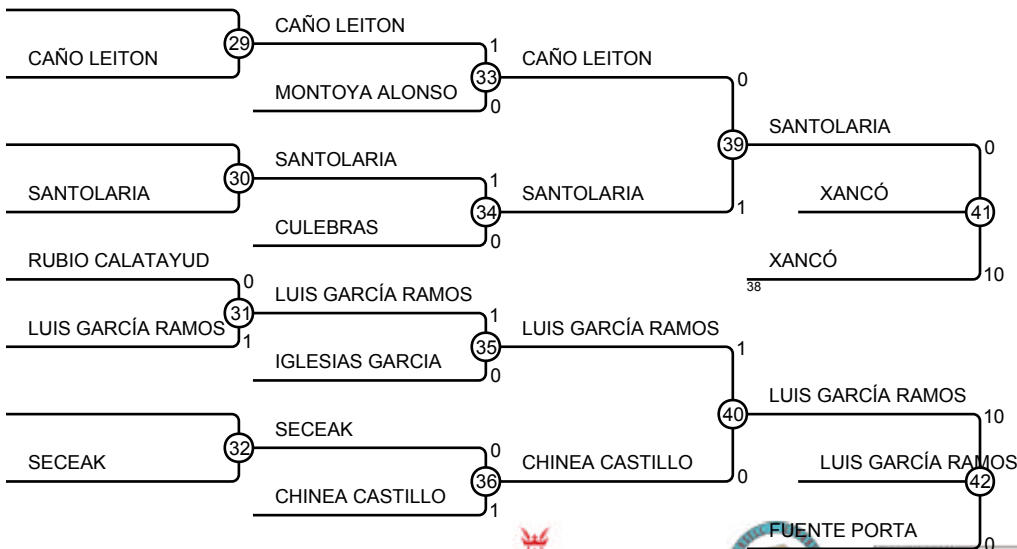 CAÑO LEITON
29
CAÑO LEITON
1
33
MONTOYA ALONSO
0
CAÑO LEITON
0
39
SANTOLARIA
0
SANTOLARIA
30
SANTOLARIA
1
34
CULEBRAS
0
SANTOLARIA
1
XANCÓ
41
XANCÓ
38
10
RUBIO CALATAYUD
0
31
LUIS GARCÍA RAMOS
1
LUIS GARCÍA RAMOS
1
35
IGLESIAS GARCIA
0
LUIS GARCÍA RAMOS
1
40
LUIS GARCÍA RAMOS
10
SECEAK
32
SECEAK
0
36
CHINEA CASTILLO
1
CHINEA CASTILLO
0
LUIS GARCÍA RAMOS
42
FUENTE PORTA
0